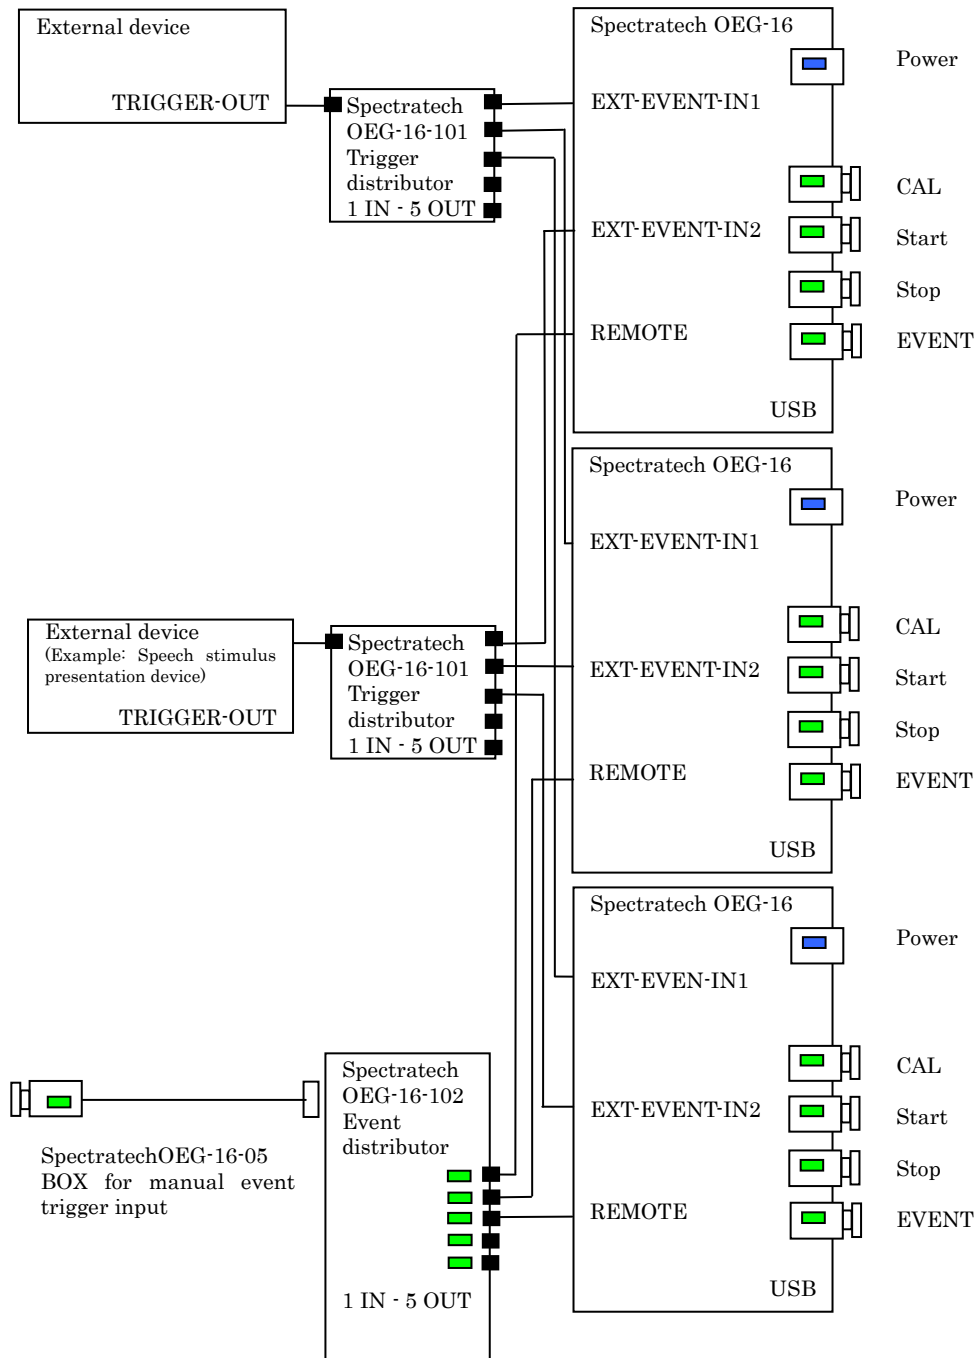 External device
TRIGGER-OUT
Spectratech
OEG-16-101
Trigger
distributor
1 IN - 5 OUT
Spectratech OEG-16
Power
EXT-EVENT-IN1
CAL
EXT-EVENT-IN2
Start
Stop
REMOTE
EVENT
USB
Spectratech OEG-16
Power
EXT-EVENT-IN1
CAL
EXT-EVENT-IN2
Start
Stop
REMOTE
EVENT
USB
External device
(Example: Speech stimulus
presentation device)
TRIGGER-OUT
Spectratech
OEG-16-101
Trigger
distributor
1 IN - 5 OUT
Spectratech OEG-16
Power
EXT-EVEN-IN1
CAL
EXT-EVENT-IN2
Start
Stop
REMOTE
EVENT
USB
SpectratechOEG-16-05
BOX for manual event
trigger input
Spectratech
OEG-16-102
Event
distributor
1 IN - 5 OUT